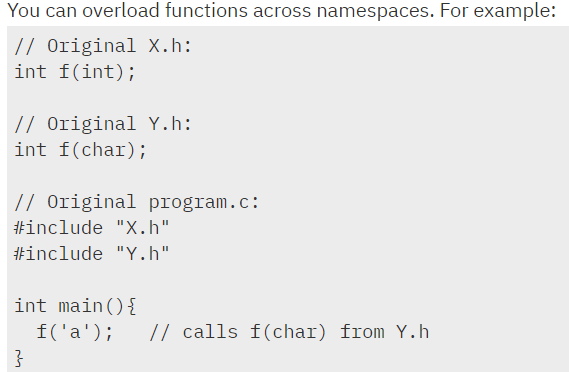 You can overload functions across namespaces. For example:
// Original X.h:
int f(int);
// Original Y.h:
int f(char);
// Original program.c:
#include "X.h"
#include "Y.h"
int main(){
  f('a');   // calls f(char) from Y.h
}